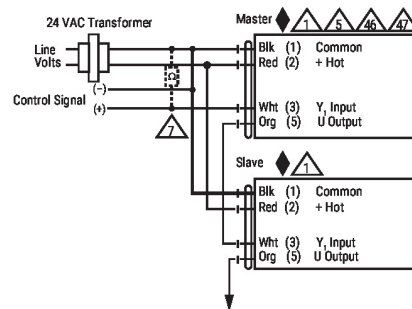 24 VAC Transformer
Master 1 5 46 47
Line
Volts
Blk (1) Common
Red (2) + Hot
(–)
Control Signal
(+)
Ω
Wht (3) Y, Input
Org (5) U Output
7
Slave 1
Blk (1) Common
Red (2) + Hot
Wht (3) Y, Input
Org (5) U Output